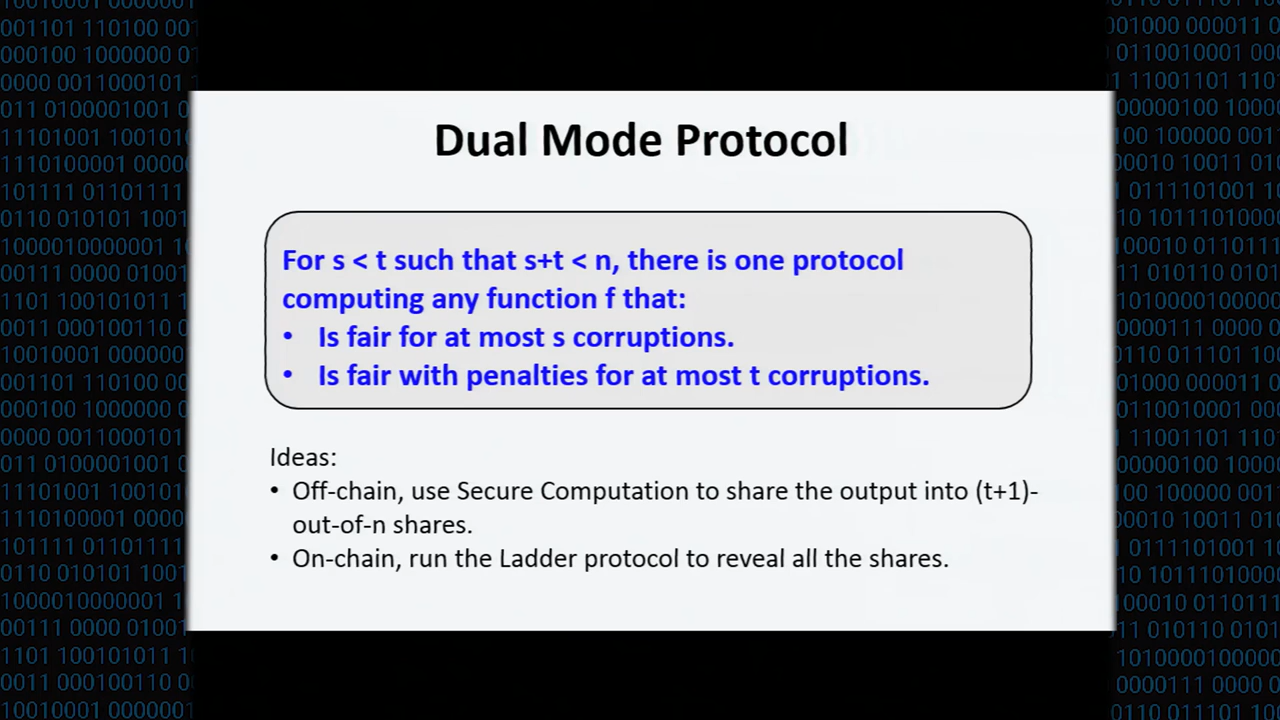 Dual Mode Protocol
For s < t such that s+t < n, there is one protocol
computing any function f that:
• Is fair for at most s corruptions.
• Is fair with penalties for at most t corruptions.
Ideas:
• Off-chain, use Secure Computation to share the output into (t+1)-
out-of-n shares.
• On-chain, run the Ladder protocol to reveal all the shares.